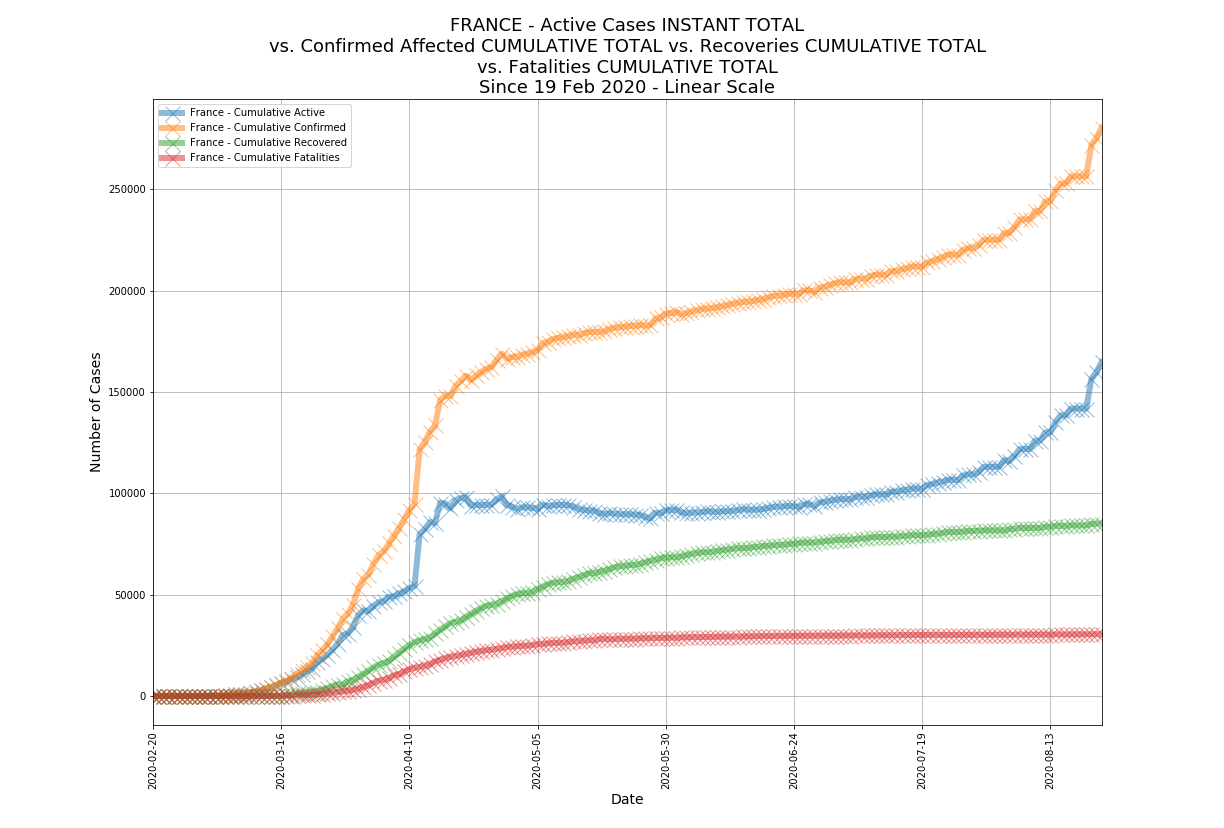 FRANCE - Active Cases INSTANT TOTAL
vs. Confirmed Affected CUMULATIVE TOTAL vs. Recoveries CUMULATIVE TOTAL
vs. Fatalities CUMULATIVE TOTAL
Since 19 Feb 2020 - Linear Scale
France - Cumulative Active
France - Cumulative Confirmed
France - Cumulative Recovered
France - Cumulative Fatalities
Number of Cases
250000
200000
150000
100000
50000
0
2020-02-20
2020-03-16
2020-04-10
2020-05-05
2020-05-30
2020-06-24
2020-07-19
2020-08-13
Date